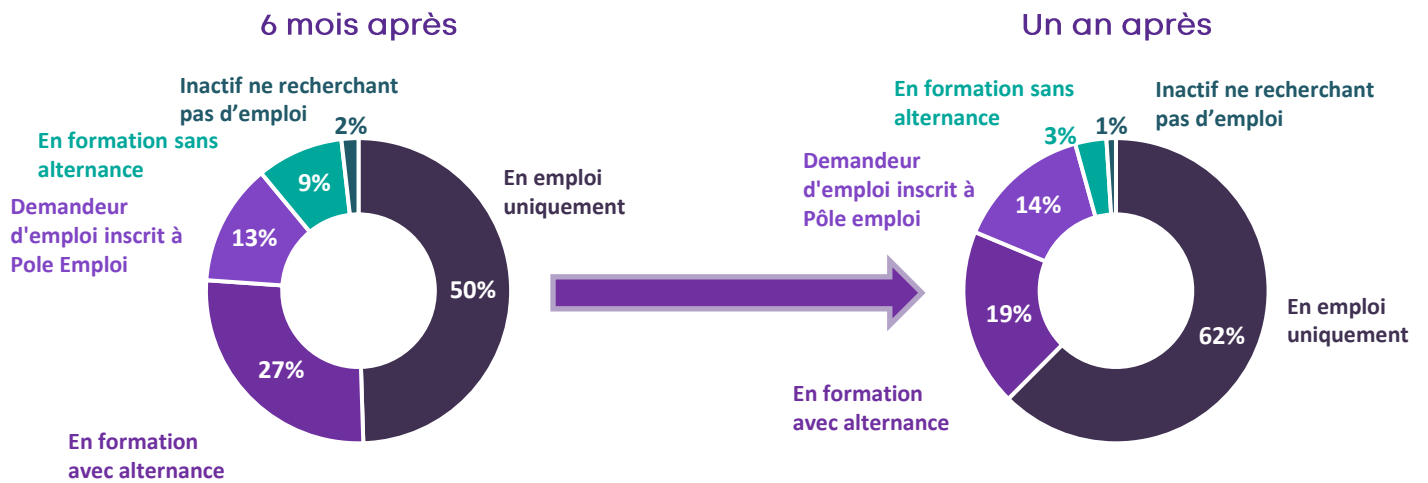 6 mois après
Inactif ne recherchant
pas d’emploi
2%
En formation sans
alternance
9%
Demandeur
d'emploi inscrit à
Pole Emploi
13%
En emploi
uniquement
50%
27%
En formation
avec alternance
Un an après
En formation sans
alternance
3%
1%
Inactif ne recherchant
pas d’emploi
Demandeur
d'emploi inscrit à
Pôle emploi
14%
19%
62%
En emploi
uniquement
En formation
avec alternance